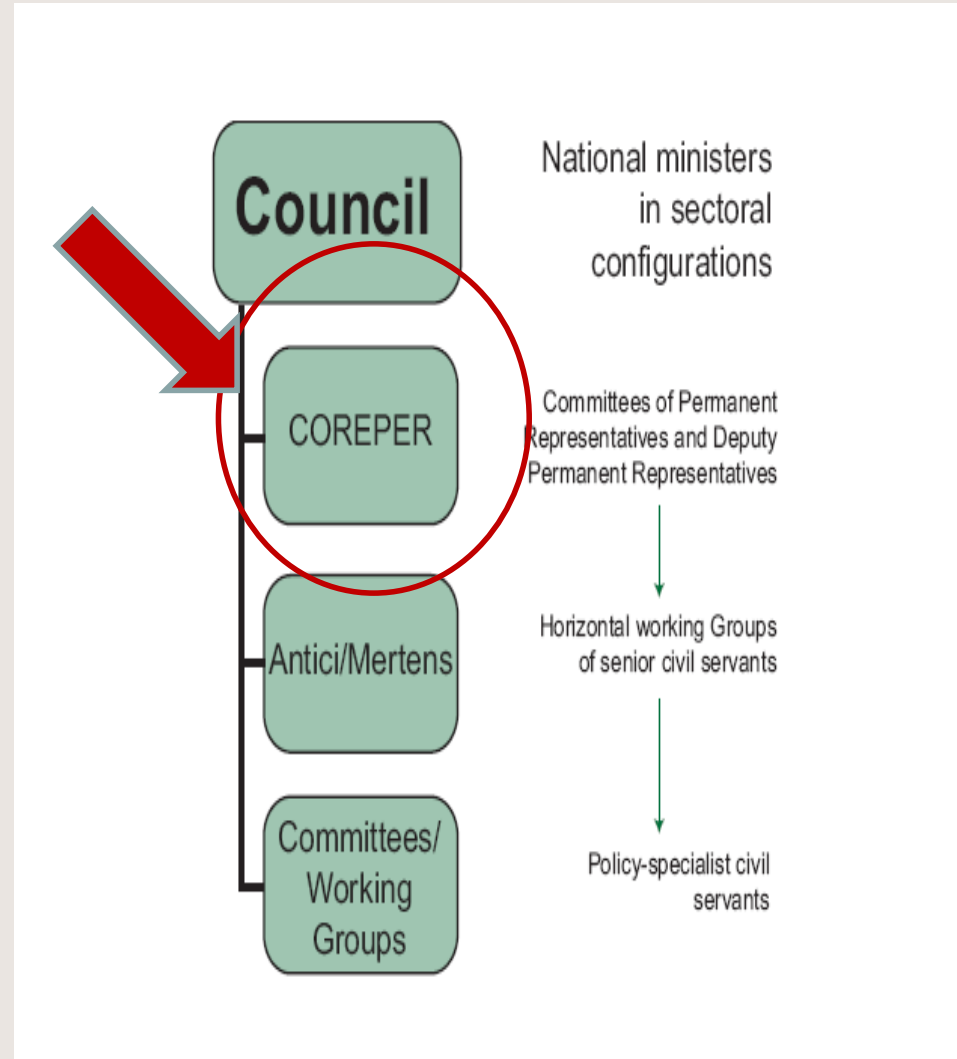 Council
National ministers
in sectoral
configurations
COREPER
Committees of Permanent
Representatives and Deputy
Permanent Representatives
Antici/Mertens
Horizontal working Groups
of senior civil servants
Committees/
Working
Groups
Policy-specialist civil
servants